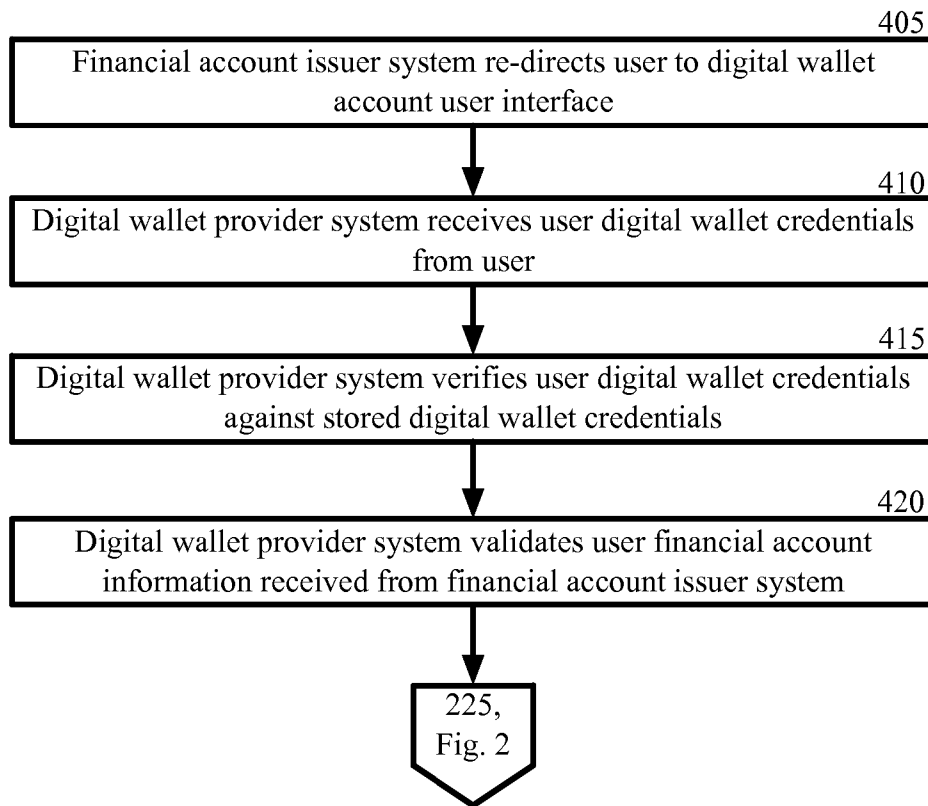 405
Financial account issuer system re-directs user to digital wallet
account user interface
410
Digital wallet provider system receives user digital wallet credentials
from user
415
Digital wallet provider system verifies user digital wallet credentials
against stored digital wallet credentials
420
Digital wallet provider system validates user financial account
information received from financial account issuer system
225,
Fig. 2